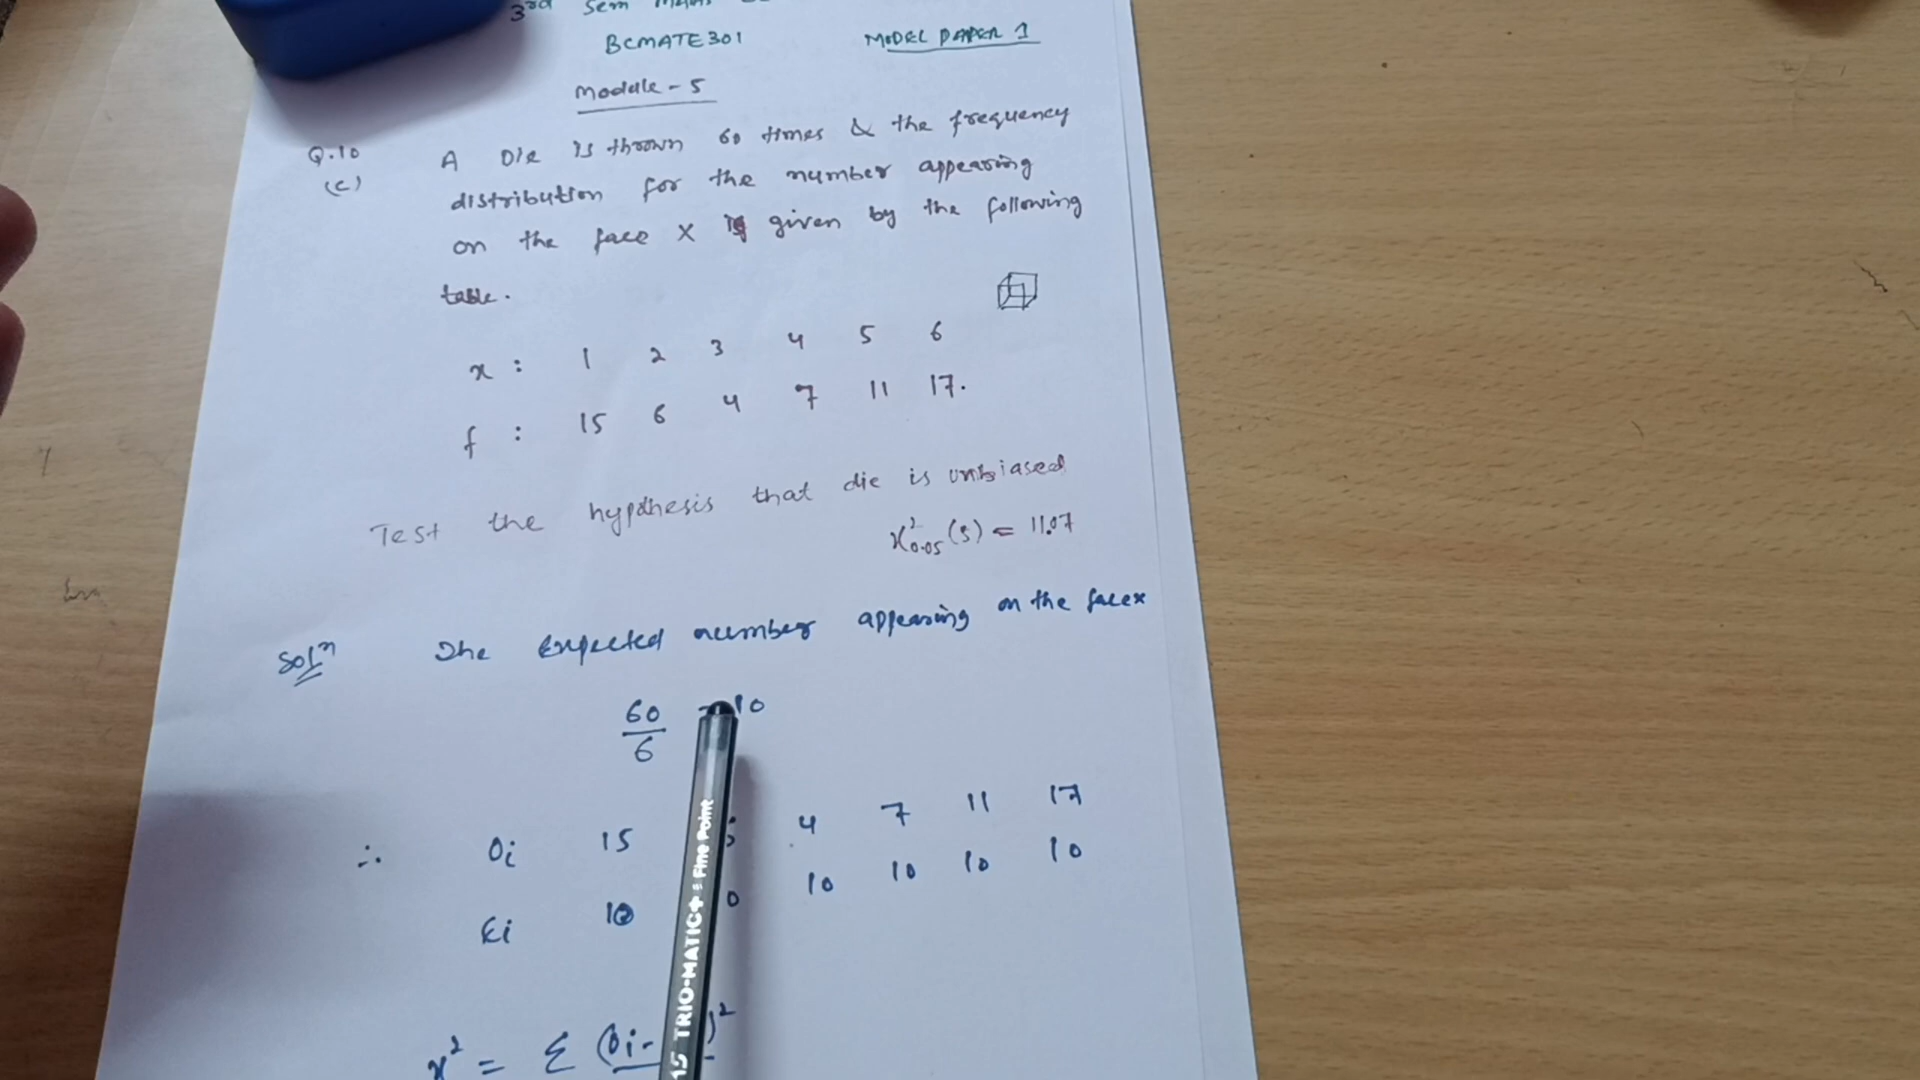 3rd Sem Maths
BCMATE301 MODEL PAPER 1
Module - 5
Q.10 A Die is thrown 60 times & the frequency
(c) distribution for the number appearing
on the face X is given by the following
table.
x : 1 2 3 4 5 6
f : 15 6 4 7 11 17.
Test the hypothesis that die is unbiased
χ²0.05 (5) = 11.07
Solⁿ The Expected number appearing on the face x
60/6 = 10
∴ Oi 15 4 7 11 17
Ei 10 10 10 10 10
χ² = Σ (Oi- )²
15 TRIO-MATIC+ Fine Point